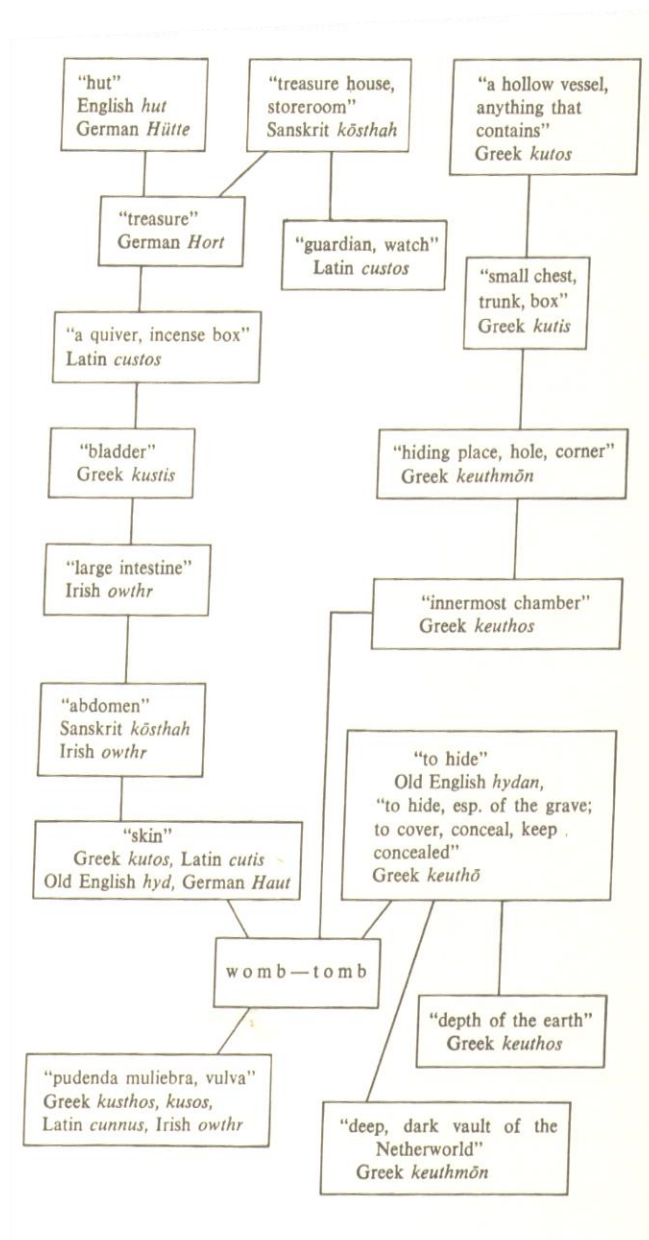 “hut”
English hut
German Hütte
“treasure house,
storeroom”
Sanskrit kōsthah
“a hollow vessel,
anything that
contains”
Greek kutos
“treasure”
German Hort
“guardian, watch”
Latin custos
“small chest,
trunk, box”
Greek kutis
“a quiver, incense box”
Latin custos
“bladder”
Greek kustis
“hiding place, hole, corner”
Greek keuthmōn
“large intestine”
Irish owthr
“innermost chamber”
Greek keuthos
“abdomen”
Sanskrit kōsthah
Irish owthr
“to hide”
Old English hydan,
“to hide, esp. of the grave;
to cover, conceal, keep
concealed”
Greek keuthō
“skin”
Greek kutos, Latin cutis
Old English hyd, German Haut
womb—tomb
“depth of the earth”
Greek keuthos
“pudenda muliebra, vulva”
Greek kusthos, kusos,
Latin cunnus, Irish owthr
“deep, dark vault of the
Netherworld”
Greek keuthmōn